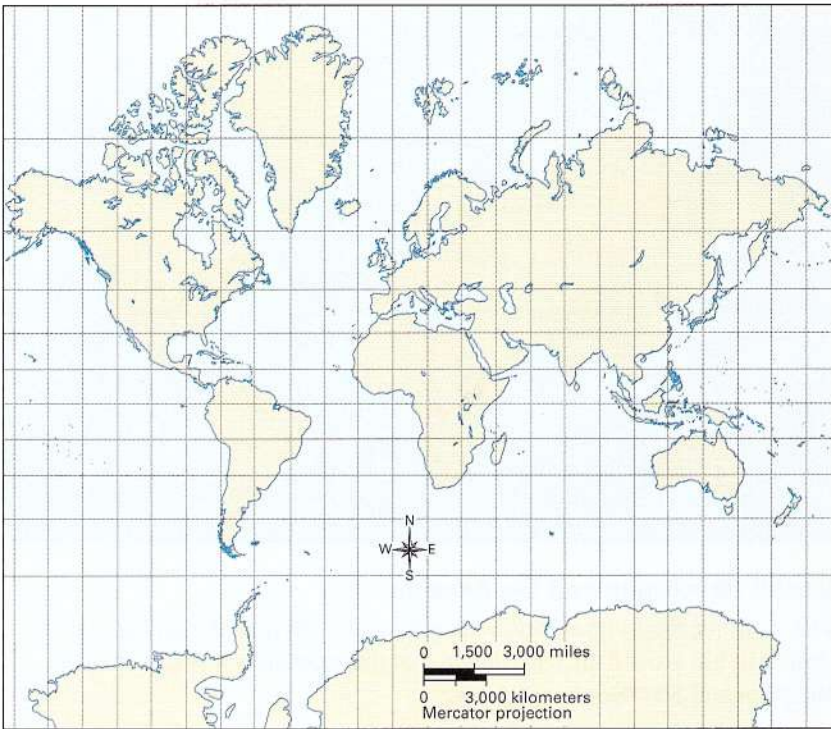 N
W E
S
0 1,500 3,000 miles
0 3,000 kilometers
Mercator projection